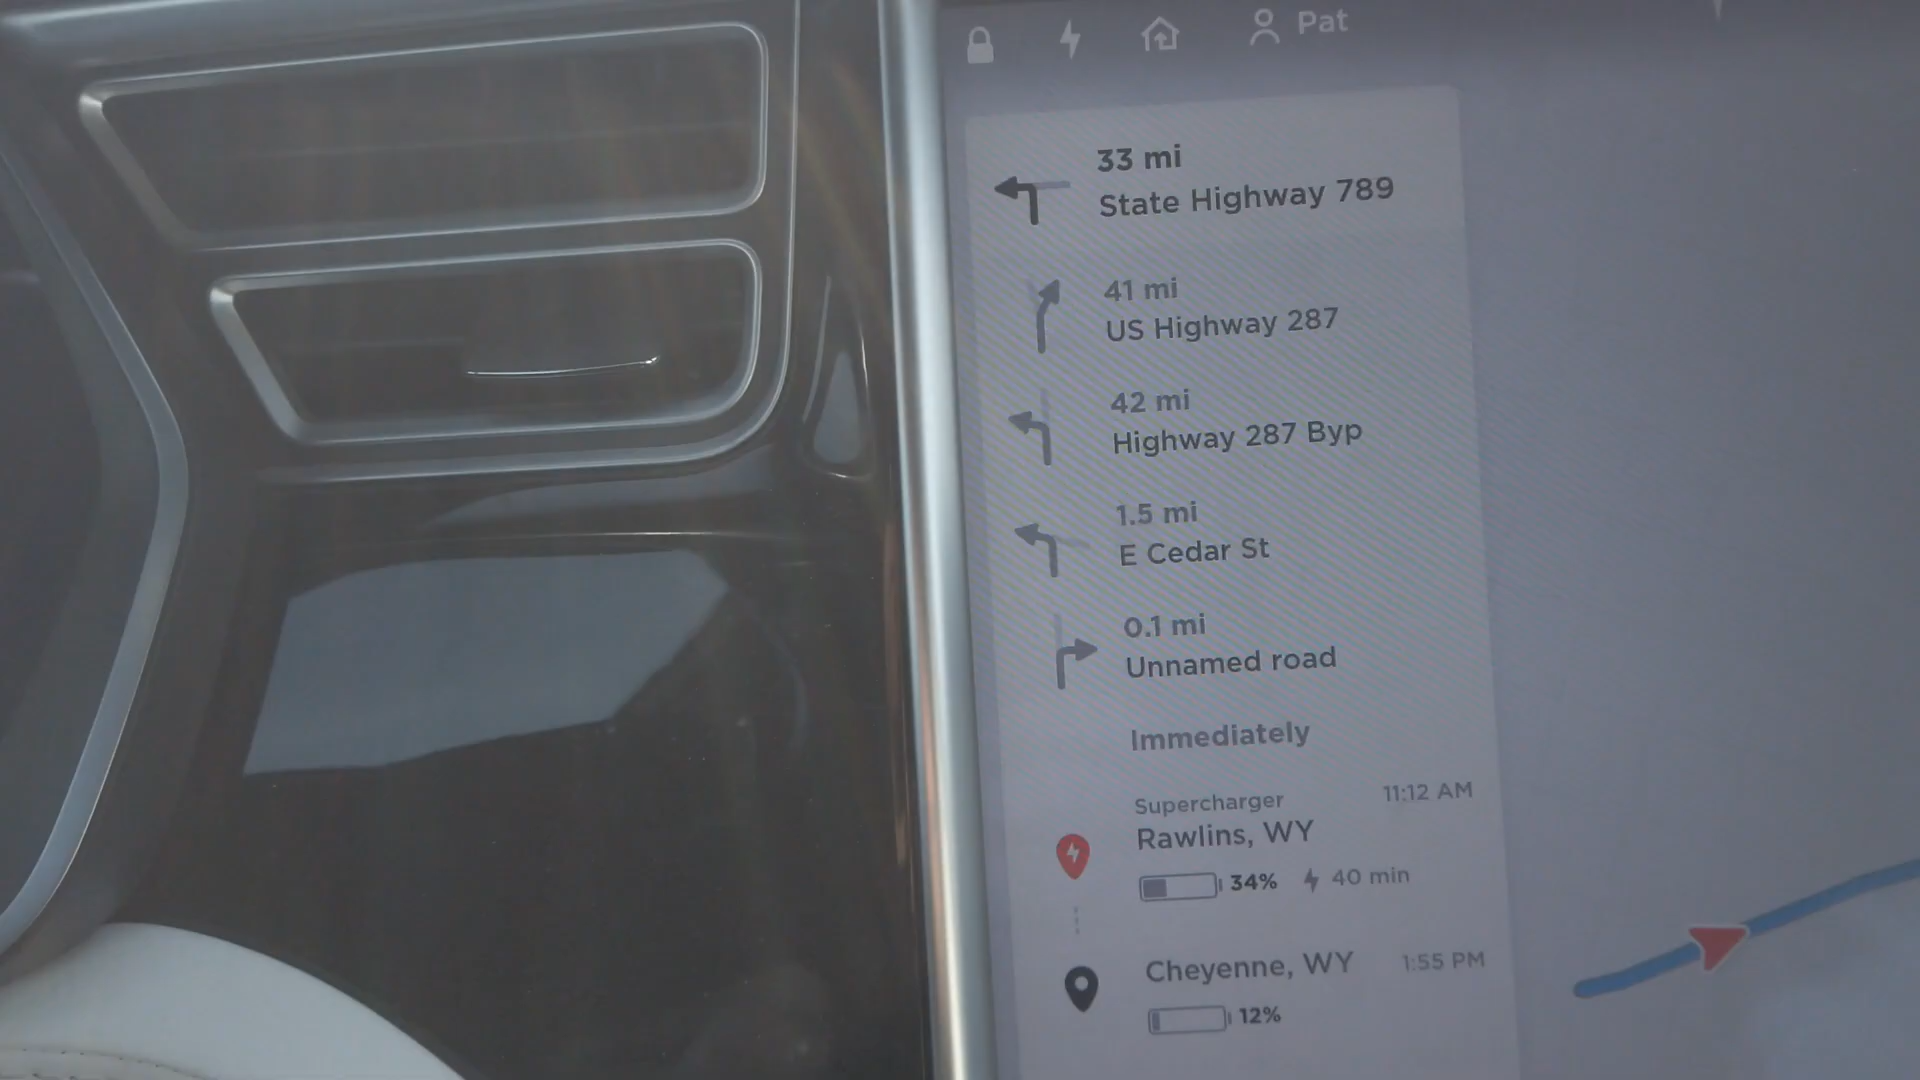 Pat
33 mi
State Highway 789
41 mi
US Highway 287
42 mi
Highway 287 Byp
1.5 mi
E Cedar St
0.1 mi
Unnamed road
Immediately
Supercharger 11:12 AM
Rawlins, WY
34% 40 min
Cheyenne, WY 1:55 PM
12%